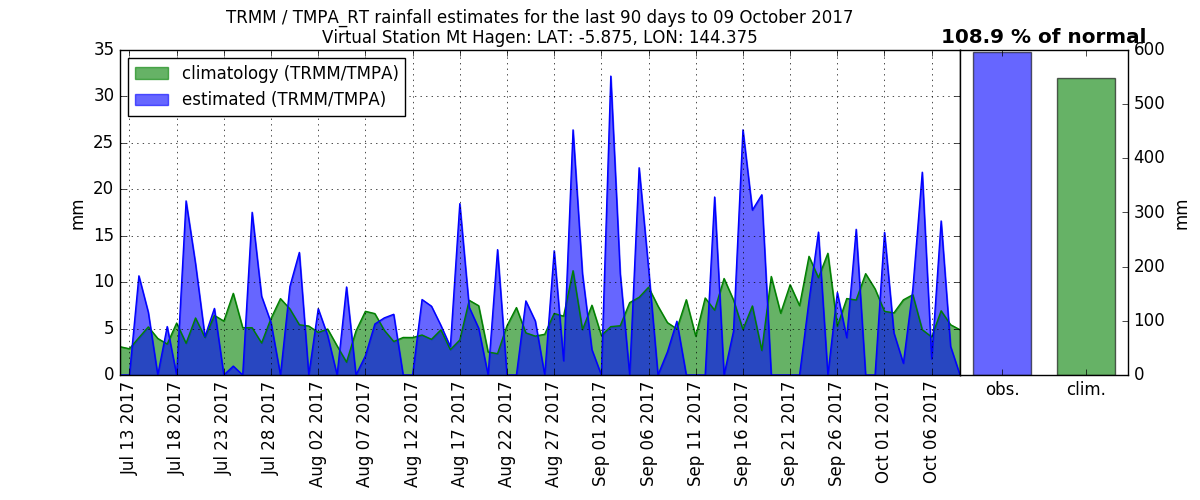 TRMM / TMPA_RT rainfall estimates for the last 90 days to 09 October 2017
Virtual Station Mt Hagen: LAT: -5.875, LON: 144.375
108.9 % of normal
climatology (TRMM/TMPA)
estimated (TRMM/TMPA)
35
30
25
20
15
10
5
0
mm
Jul 13 2017
Jul 18 2017
Jul 23 2017
Jul 28 2017
Aug 02 2017
Aug 07 2017
Aug 12 2017
Aug 17 2017
Aug 22 2017
Aug 27 2017
Sep 01 2017
Sep 06 2017
Sep 11 2017
Sep 16 2017
Sep 21 2017
Sep 26 2017
Oct 01 2017
Oct 06 2017
obs.
clim.
600
500
400
300
200
100
0
mm